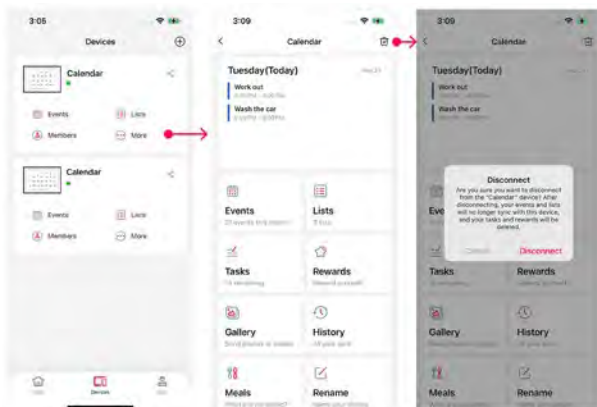 3:05
Devices
Calendar
Events
Lists
Members
More
Calendar
Events
Lists
Members
More
Devices
3:09
Calendar
Tuesday(Today)
Work out
Wash the car
Events
Lists
Tasks
Rewards
Gallery
History
Meals
Rename
3:09
Calendar
Tuesday(Today)
Work out
Wash the car
Disconnect
Are you sure you want to disconnect
from the "Calendar" device? After
disconnecting, your events and lists
will no longer sync with this device,
and your tasks and rewards will be
deleted.
Cancel
Disconnect
Tasks
Rewards
Gallery
History
Meals
Rename